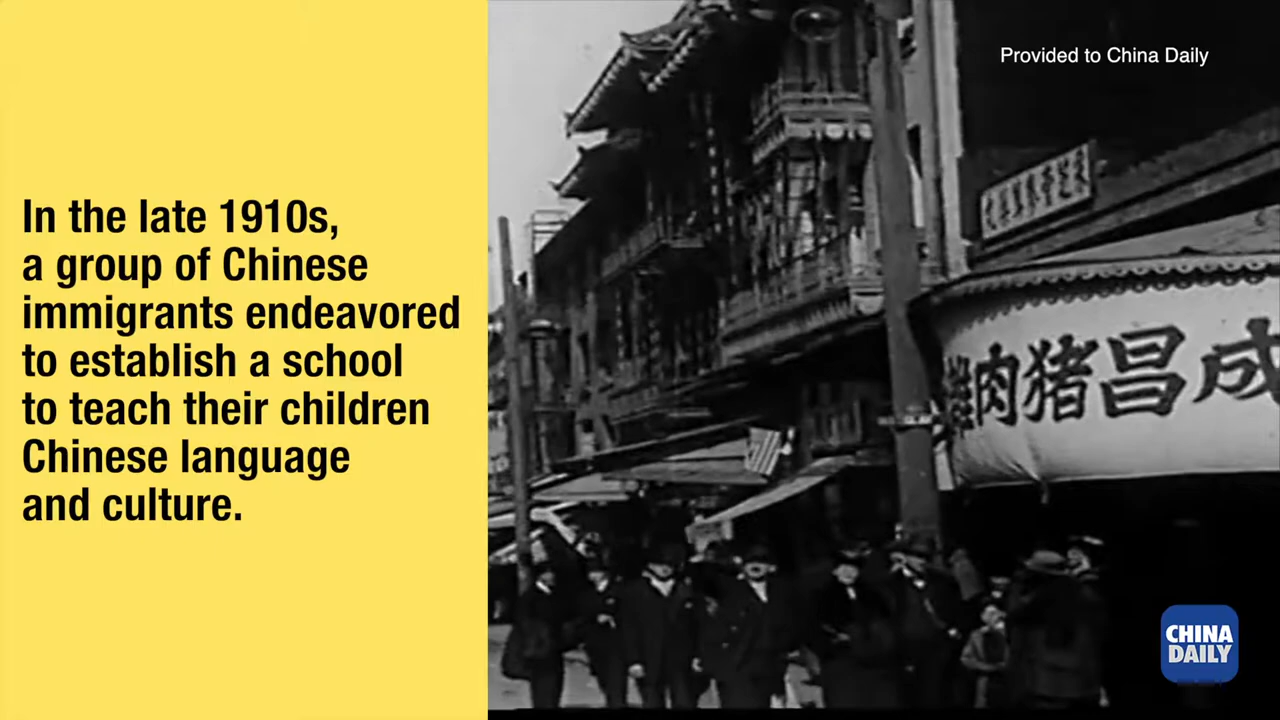 In the late 1910s,
a group of Chinese
immigrants endeavored
to establish a school
to teach their children
Chinese language
and culture.
Provided to China Daily
成昌猪肉
CHINA
DAILY